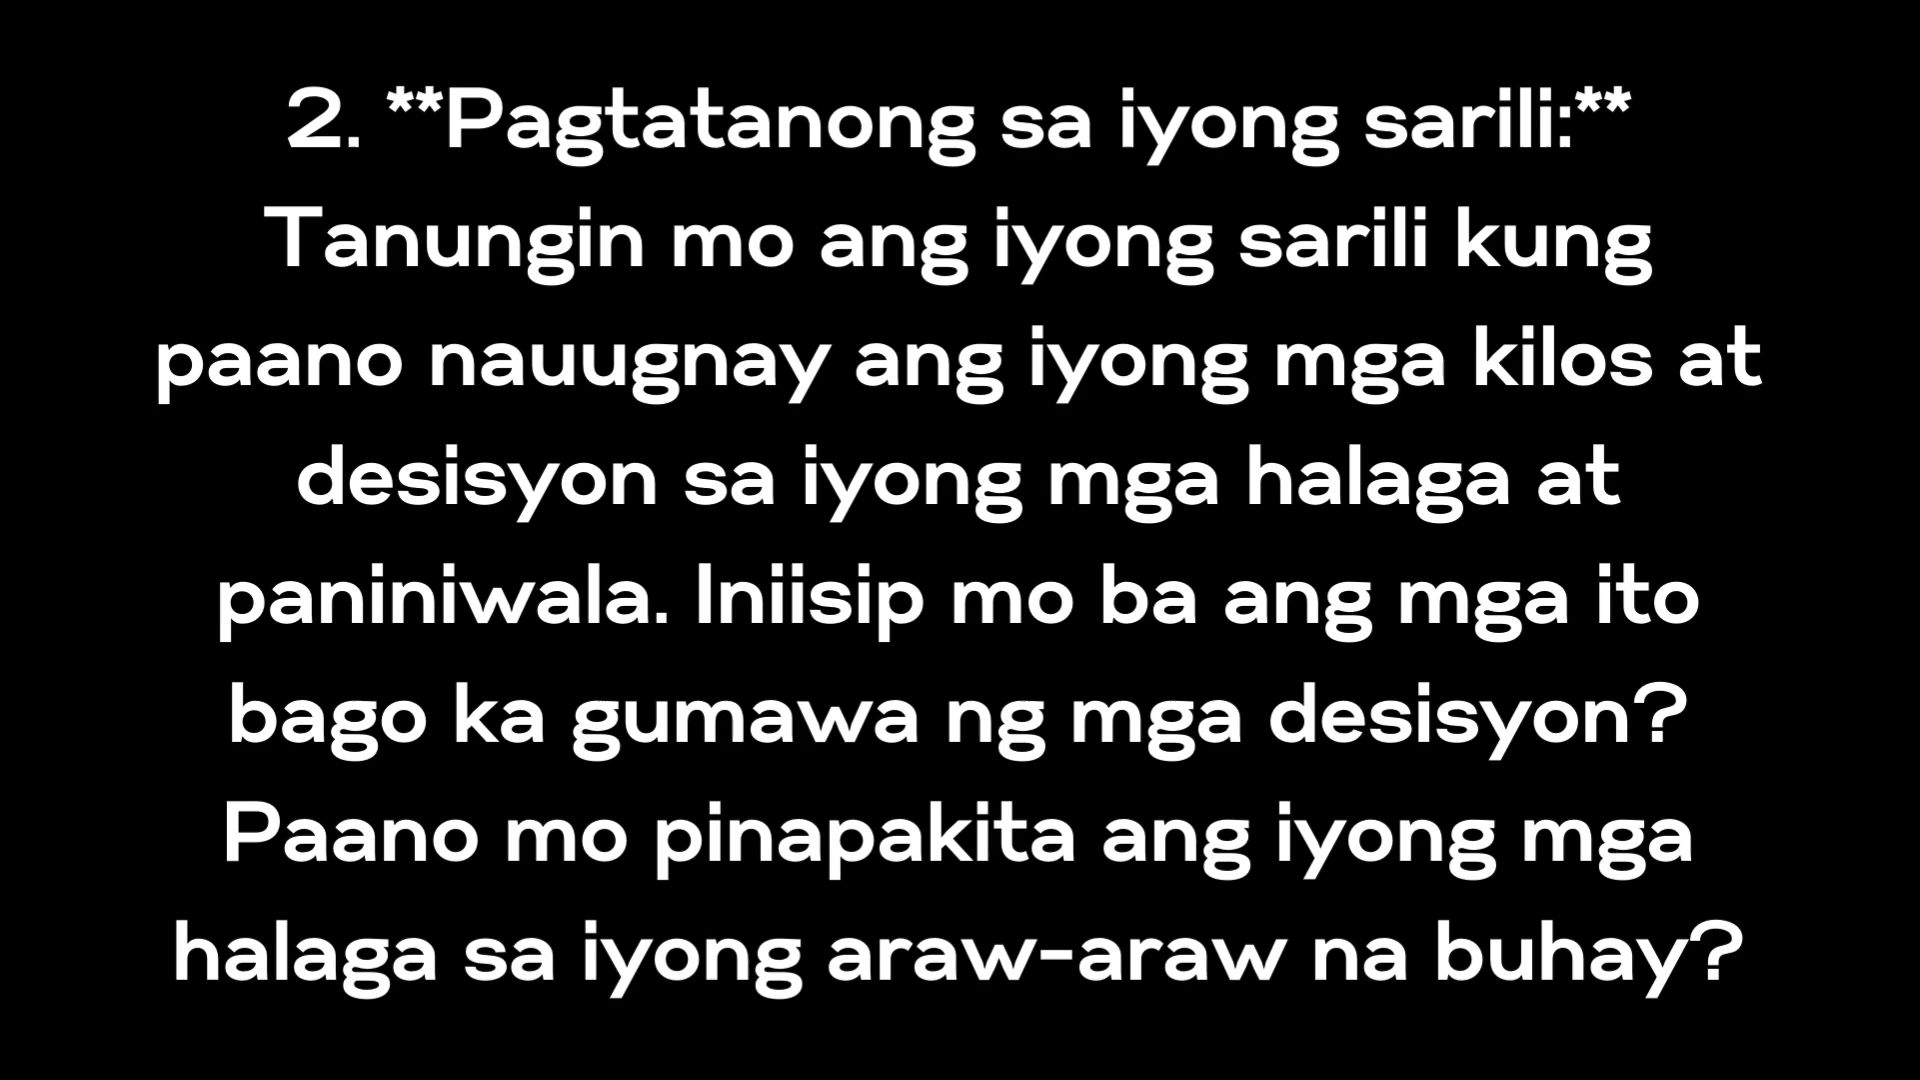 2. **Pagtatanong sa iyong sarili:**
Tanungin mo ang iyong sarili kung
paano nauugnay ang iyong mga kilos at
desisyon sa iyong mga halaga at
paniniwala. Iniisip mo ba ang mga ito
bago ka gumawa ng mga desisyon?
Paano mo pinapakita ang iyong mga
halaga sa iyong araw-araw na buhay?